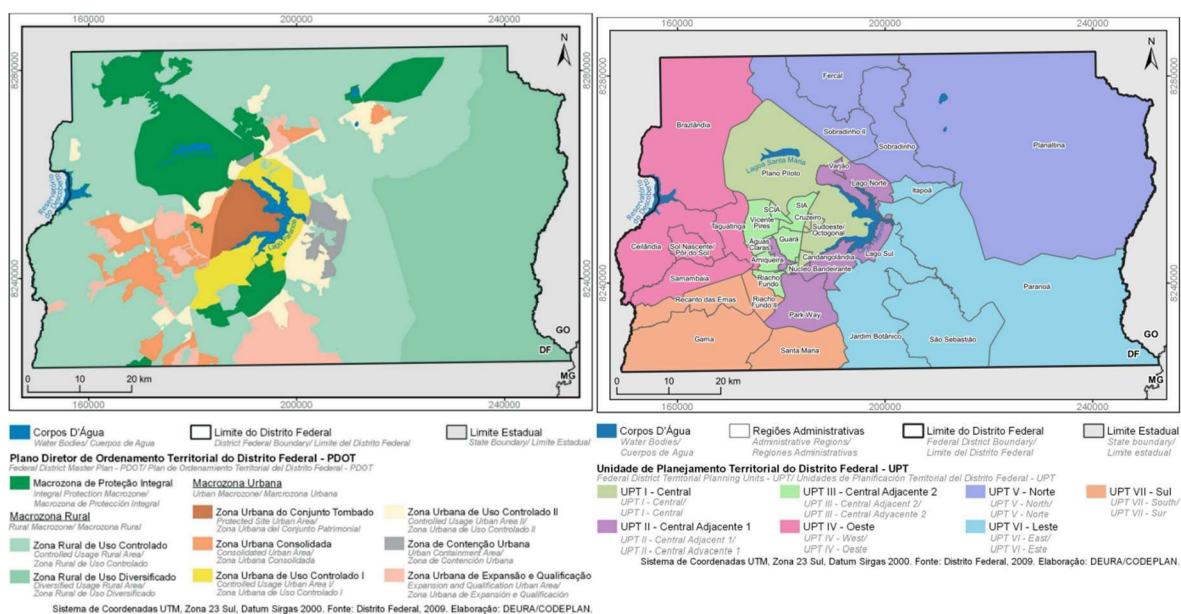 160000
200000
240000
8280000
8240000
N
Reservatório
do Descoberto
Lago Paranoá
GO
DF
MG
0 10 20 km
160000
200000
240000
Corpos D'Água
Water Bodies/ Cuerpos de Agua
Limite do Distrito Federal
District Federal Boundary/ Limite del Distrito Federal
Limite Estadual
State Boundary/ Limite Estadual
Plano Diretor de Ordenamento Territorial do Distrito Federal - PDOT
Federal District Master Plan - PDOT/ Plan de Ordenamiento Territorial del Distrito Federal - PDOT
Macrozona de Proteção Integral
Integral Protection Macrozone/
Macrozona de Protección Integral
Macrozona Rural
Rural Macrozone/ Macrozona Rural
Zona Rural de Uso Controlado
Controlled Usage Rural Area/
Zona Rural de Uso Controlado
Zona Rural de Uso Diversificado
Diversified Usage Rural Area/
Zona Rural de Uso Diversificado
Macrozona Urbana
Urban Macrozone/ Marcrozona Urbana
Zona Urbana do Conjunto Tombado
Protected Site Urban Area/
Zona Urbana del Conjunto Patrimonial
Zona Urbana Consolidada
Consolidated Urban Area/
Zona Urbana Consolidada
Zona Urbana de Uso Controlado I
Controlled Usage Urban Area I/
Zona Urbana de Uso Controlado I
Zona Urbana de Uso Controlado II
Controlled Usage Urban Area II/
Zona Urbana de Uso Controlado II
Zona de Contenção Urbana
Urban Containment Area/
Zona de Contención Urbana
Zona Urbana de Expansão e Qualificação
Expansion and Qualification Urban Area/
Zona Urbana de Expansión e Qualificación
Sistema de Coordenadas UTM, Zona 23 Sul, Datum Sirgas 2000. Fonte: Distrito Federal, 2009. Elaboração: DEURA/CODEPLAN.
160000
200000
240000
8280000
8240000
N
Fercal
Brazlândia
Sobradinho II
Sobradinho
Planaltina
Lagoa Santa Maria
Plano Piloto
Varjão
Lago Norte
Itapoã
Reservatório
do Descoberto
SCIA
SIA
Vicente
Pires
Cruzeiro
Taguatinga
Sudoeste/
Octogonal
Águas
Claras
Guará
Ceilândia
Sol Nascente/
Pôr do Sol
Arniqueira
Candangolândia
Lago Sul
Núcleo Bandeirante
Samambaia
Riacho
Fundo
Paranoá
Recanto das Emas
Riacho
Fundo II
Park Way
Gama
Santa Maria
Jardim Botânico
São Sebastião
GO
DF
MG
0 10 20 km
160000
200000
240000
Corpos D'Água
Water Bodies/
Cuerpos de Agua
Regiões Administrativas
Administrative Regions/
Regiones Administrativas
Limite do Distrito Federal
Federal District Boundary/
Limite del Distrito Federal
Limite Estadual
State boundary/
Limite estadual
Unidade de Planejamento Territorial do Distrito Federal - UPT
Federal District Territorial Planning Units - UPT/ Unidades de Planificación Territorial del Distrito Federal - UPT
UPT I - Central
UPT I - Central/
UPT I - Central
UPT II - Central Adjacente 1
UPT II - Central Adjacent 1/
UPT II - Central Advacente 1
UPT III - Central Adjacente 2
UPT III - Central Adjacent 2/
UPT III - Central Adyacente 2
UPT IV - Oeste
UPT IV - West/
UPT IV - Oeste
UPT V - Norte
UPT V - North/
UPT V - Norte
UPT VI - Leste
UPT VI - East/
UPT VI - Este
UPT VII - Sul
UPT VII - South/
UPT VII - Sur
Sistema de Coordenadas UTM, Zona 23 Sul, Datum Sirgas 2000. Fonte: Distrito Federal, 2009. Elaboração: DEURA/CODEPLAN.